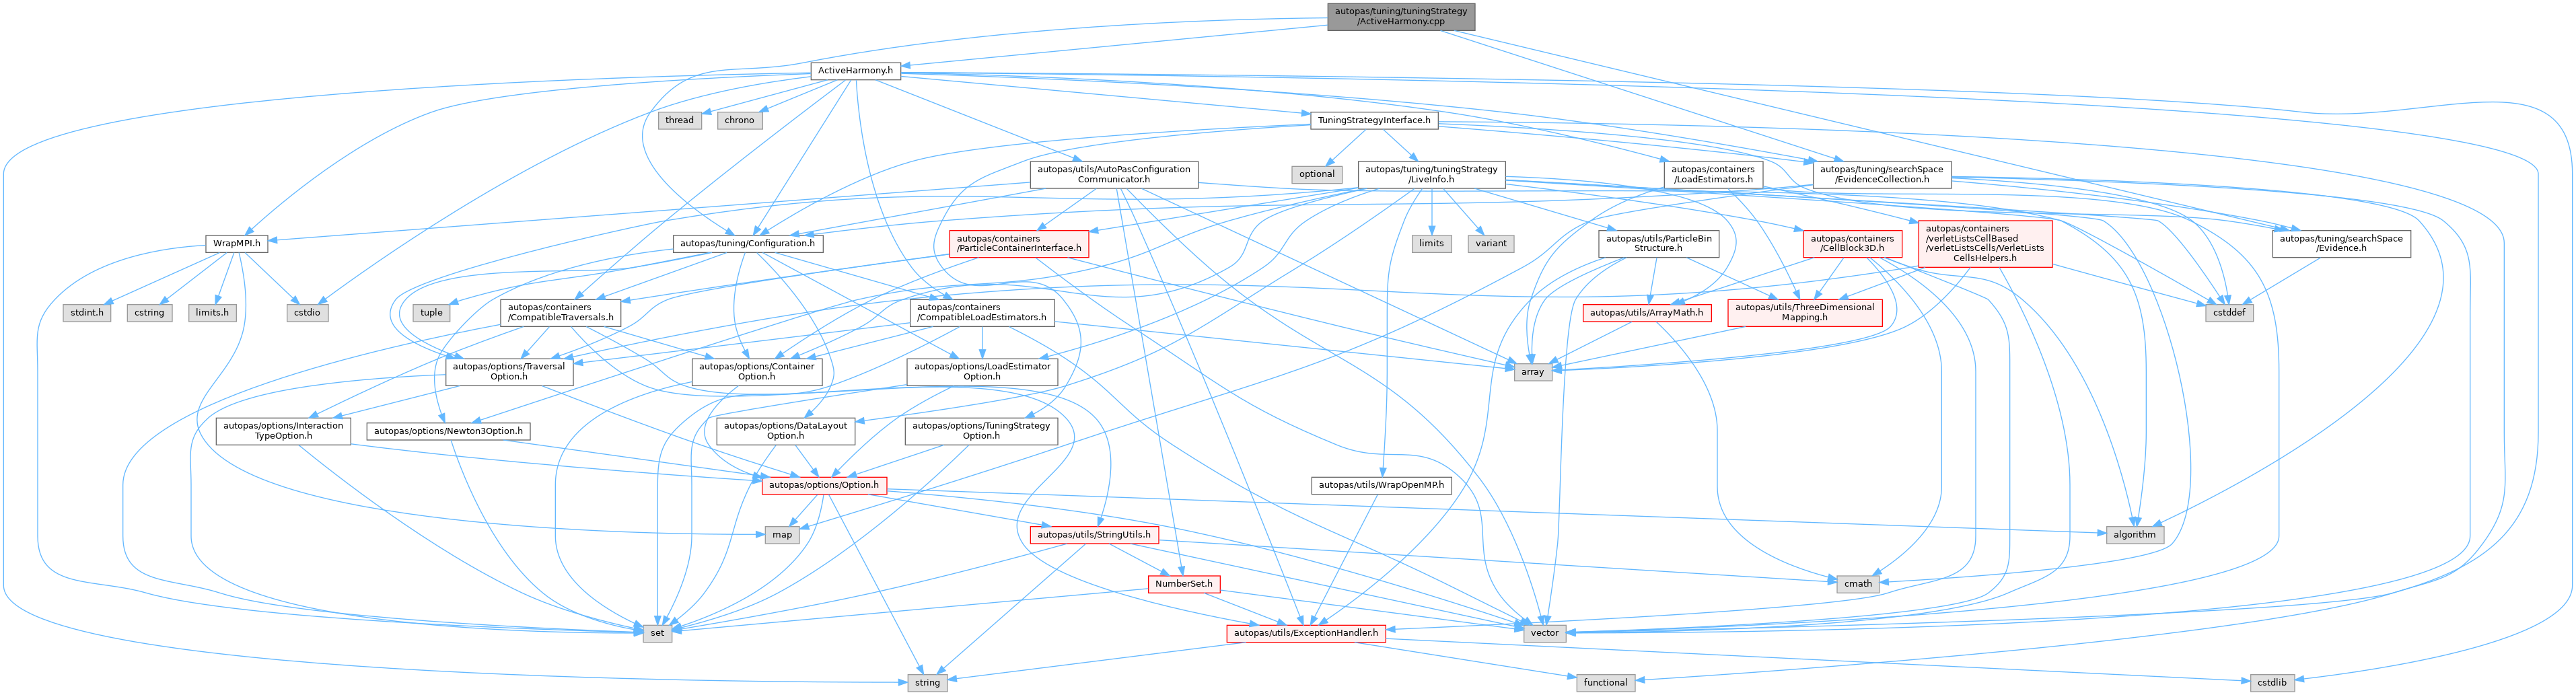 autopas/tuning/tuningStrategy
/ActiveHarmony.cpp
ActiveHarmony.h
thread
chrono
TuningStrategyInterface.h
optional
autopas/utils/AutoPasConfiguration
Communicator.h
autopas/tuning/tuningStrategy
/LiveInfo.h
autopas/containers
/LoadEstimators.h
autopas/tuning/searchSpace
/EvidenceCollection.h
WrapMPI.h
autopas/tuning/Configuration.h
autopas/containers
/ParticleContainerInterface.h
limits
variant
autopas/utils/ParticleBin
Structure.h
autopas/containers
/CellBlock3D.h
autopas/containers
/verletListsCellBased
/verletListsCells/VerletLists
CellsHelpers.h
autopas/tuning/searchSpace
/Evidence.h
stdint.h
cstring
limits.h
cstdio
tuple
autopas/containers
/CompatibleTraversals.h
autopas/containers
/CompatibleLoadEstimators.h
autopas/utils/ArrayMath.h
autopas/utils/ThreeDimensional
Mapping.h
cstddef
autopas/options/Traversal
Option.h
autopas/options/Container
Option.h
autopas/options/LoadEstimator
Option.h
array
autopas/options/Interaction
TypeOption.h
autopas/options/Newton3Option.h
autopas/options/DataLayout
Option.h
autopas/options/TuningStrategy
Option.h
autopas/options/Option.h
autopas/utils/WrapOpenMP.h
map
autopas/utils/StringUtils.h
algorithm
NumberSet.h
cmath
set
autopas/utils/ExceptionHandler.h
vector
string
functional
cstdlib